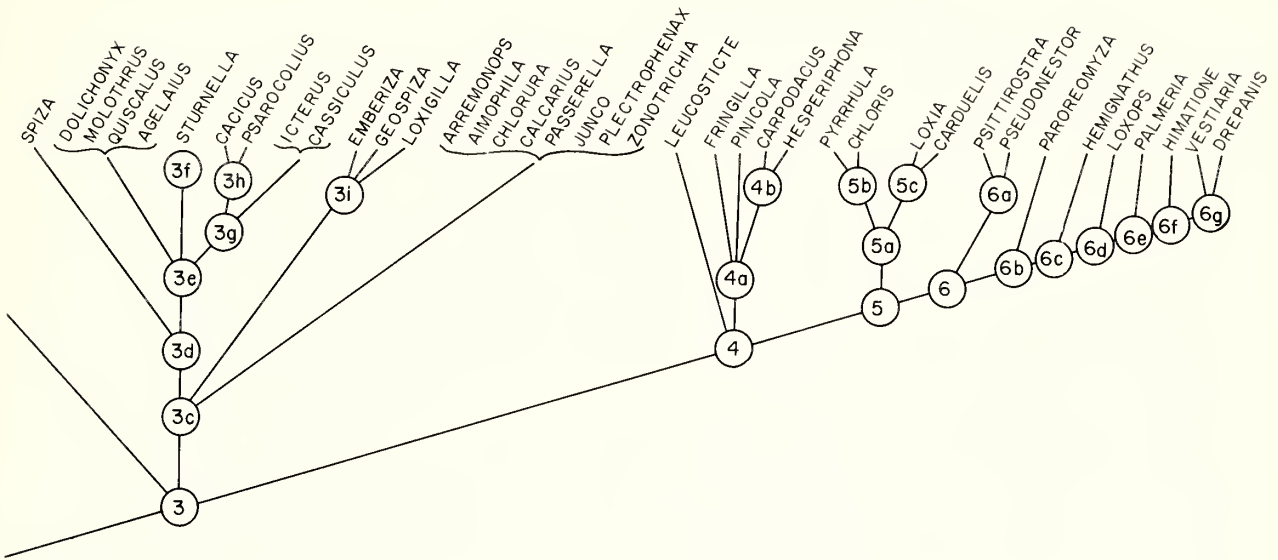 SPIZA
DOLLICHONYX
MOLOTHRUS
QUISCALUS
AGELAIUS
STURNELLA
CACICUS
PSAROCOLIUS
ICTERUS
CASSICULUS
EMBERIZA
GEOSPIZA
LOXIGILLA
ARREMONOPS
AIMOPHILA
CHLORURA
CALCARIUS
PASSERELLA
JUNCO
PLECTROPHENAX
ZONOTRICHIA
LEUCOSTICTE
FRINGILLA
PINICOLA
CARPODACUS
HESPERIPHONA
PYRRHULA
CHLORIS
LOXIA
CARDUELIS
PSITTIROSTRA
PSEUDONESTOR
PAROREOMYZA
HEMIGNATHUS
LOXOPS
PALMERIA
HIMATIONE
VESTIARIA
DREPANIS
3f
3h
3i
4b
5b
5c
6a
3g
5a
6b
6c
6d
6e
6f
6g
3e
4a
6
5
3d
4
3c
3